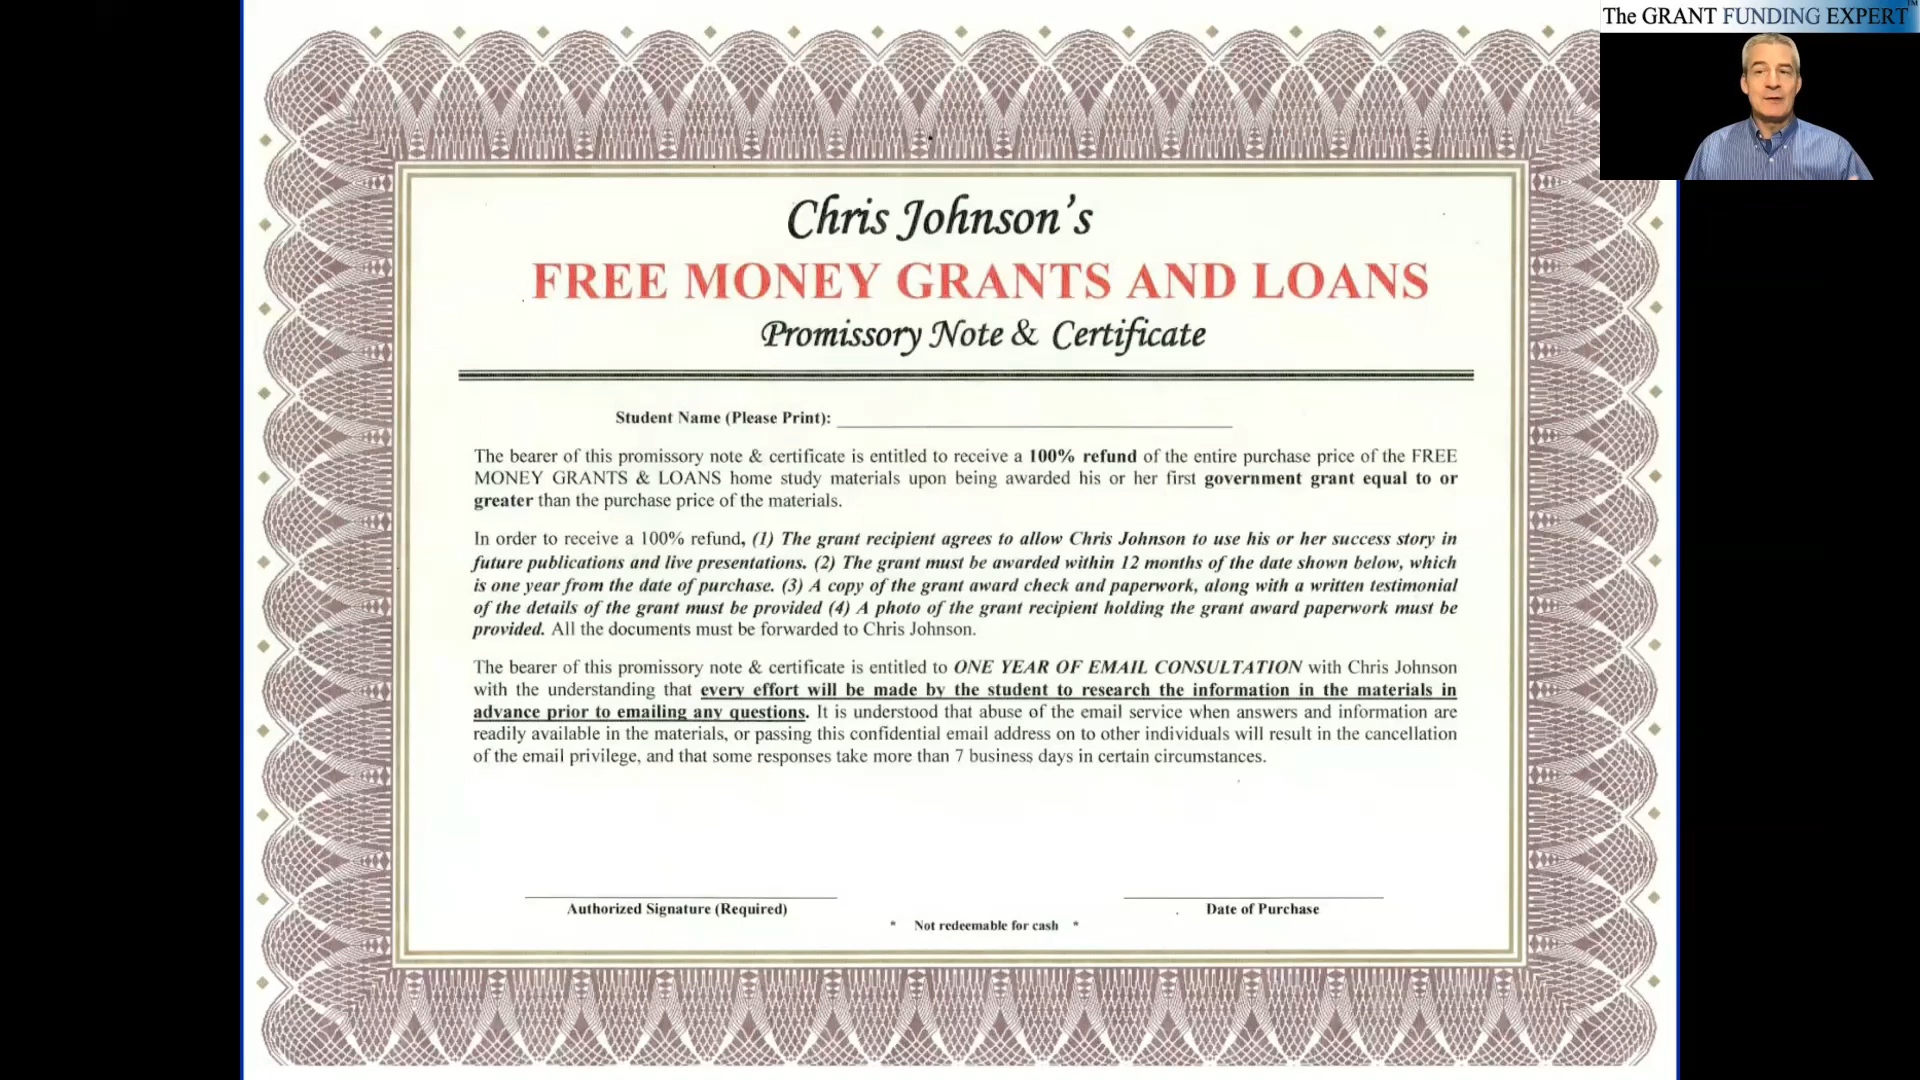 The GRANT FUNDING EXPERT™
Chris Johnson's
FREE MONEY GRANTS AND LOANS
Promissory Note & Certificate
Student Name (Please Print):
The bearer of this promissory note & certificate is entitled to receive a 100% refund of the entire purchase price of the FREE
MONEY GRANTS & LOANS home study materials upon being awarded his or her first government grant equal to or
greater than the purchase price of the materials.
In order to receive a 100% refund, (1) The grant recipient agrees to allow Chris Johnson to use his or her success story in
future publications and live presentations. (2) The grant must be awarded within 12 months of the date shown below, which
is one year from the date of purchase. (3) A copy of the grant award check and paperwork, along with a written testimonial
of the details of the grant must be provided (4) A photo of the grant recipient holding the grant award paperwork must be
provided. All the documents must be forwarded to Chris Johnson.
The bearer of this promissory note & certificate is entitled to ONE YEAR OF EMAIL CONSULTATION with Chris Johnson
with the understanding that every effort will be made by the student to research the information in the materials in
advance prior to emailing any questions. It is understood that abuse of the email service when answers and information are
readily available in the materials, or passing this confidential email address on to other individuals will result in the cancellation
of the email privilege, and that some responses take more than 7 business days in certain circumstances.
Authorized Signature (Required)
Date of Purchase
* Not redeemable for cash *